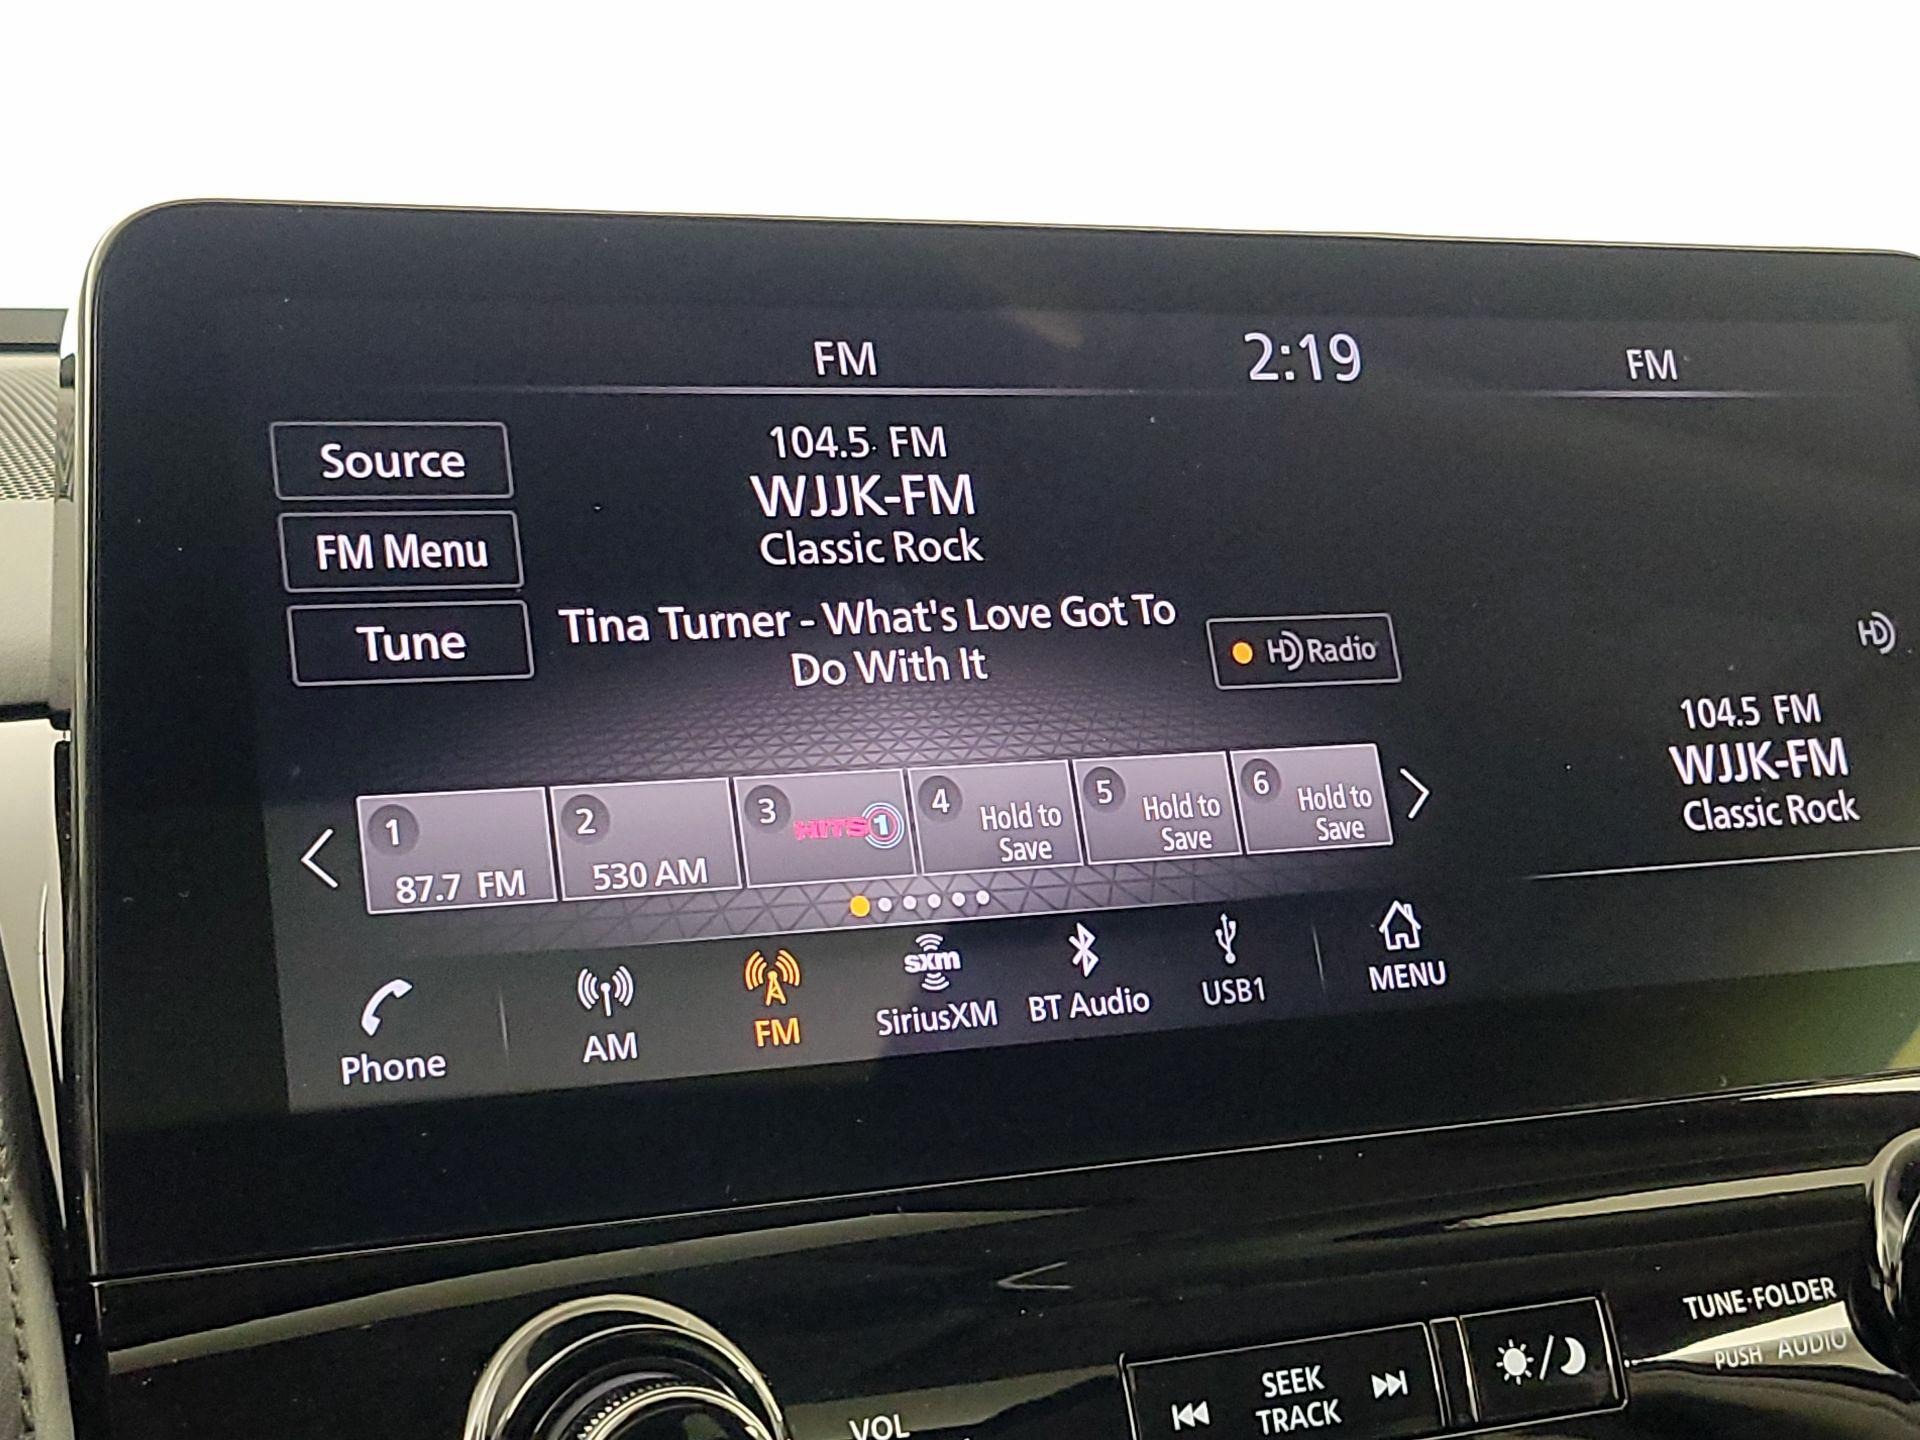 FM
2:19
FM
Source
FM Menu
Tune
104.5 FM
WJJK-FM
Classic Rock
Tina Turner - What's Love Got To
Do With It
HD Radio
HD
104.5 FM
WJJK-FM
Classic Rock
1
87.7 FM
2
530 AM
3
HITS 1
4
Hold to
Save
5
Hold to
Save
6
Hold to
Save
Phone
AM
FM
sxm
SiriusXM
BT Audio
USB1
MENU
VOL
SEEK
TRACK
TUNE·FOLDER
PUSH AUDIO